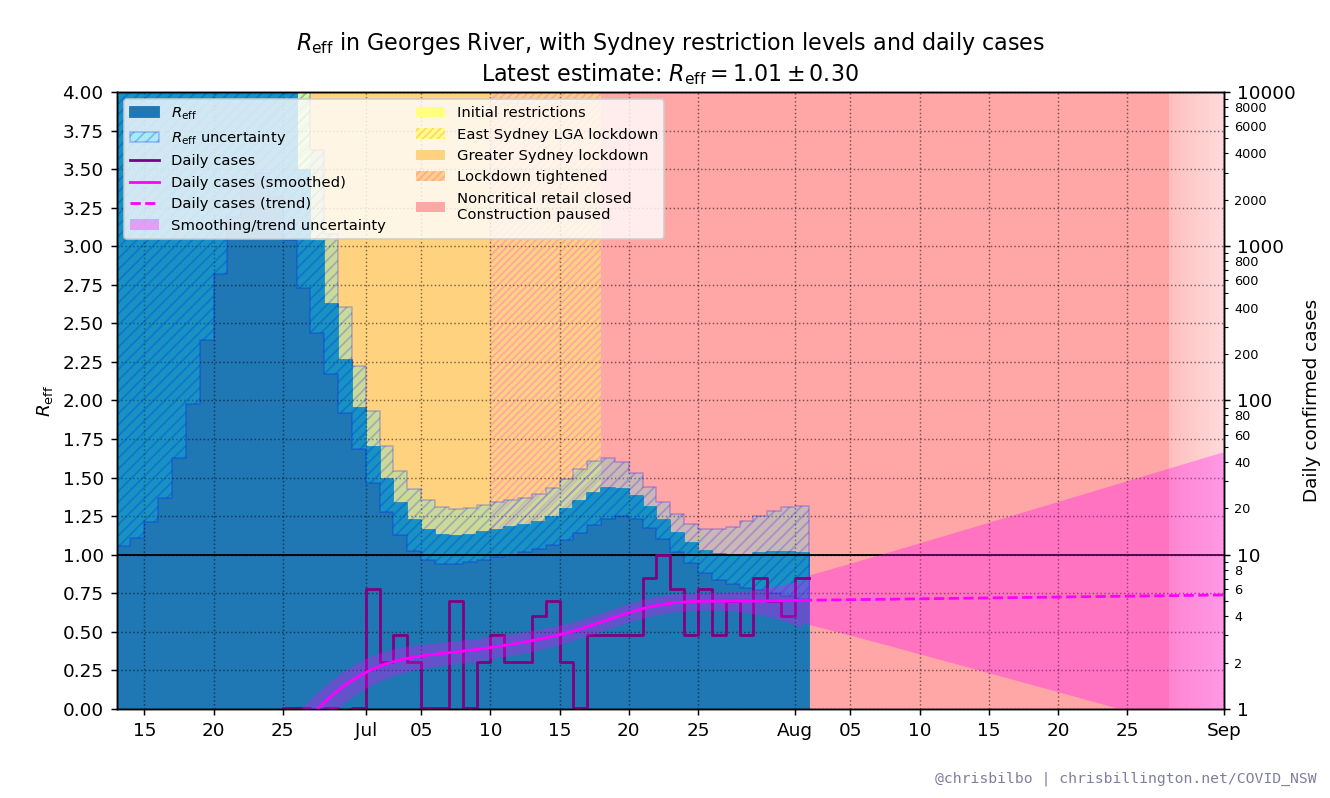 Reff in Georges River, with Sydney restriction levels and daily cases
Latest estimate: Reff = 1.01 ± 0.30
Reff
Reff uncertainty
Daily cases
Daily cases (smoothed)
Daily cases (trend)
Smoothing/trend uncertainty
Initial restrictions
East Sydney LGA lockdown
Greater Sydney lockdown
Lockdown tightened
Noncritical retail closed
Construction paused
Reff
4.00
3.75
3.50
3.25
3.00
2.75
2.50
2.25
2.00
1.75
1.50
1.25
1.00
0.75
0.50
0.25
0.00
10000
8000
6000
4000
2000
1000
800
600
400
200
100
80
60
40
20
10
8
6
4
2
1
Daily confirmed cases
15 20 25 Jul 05 10 15 20 25 Aug 05 10 15 20 25 Sep
@chrisbilbo | chrisbillington.net/COVID_NSW